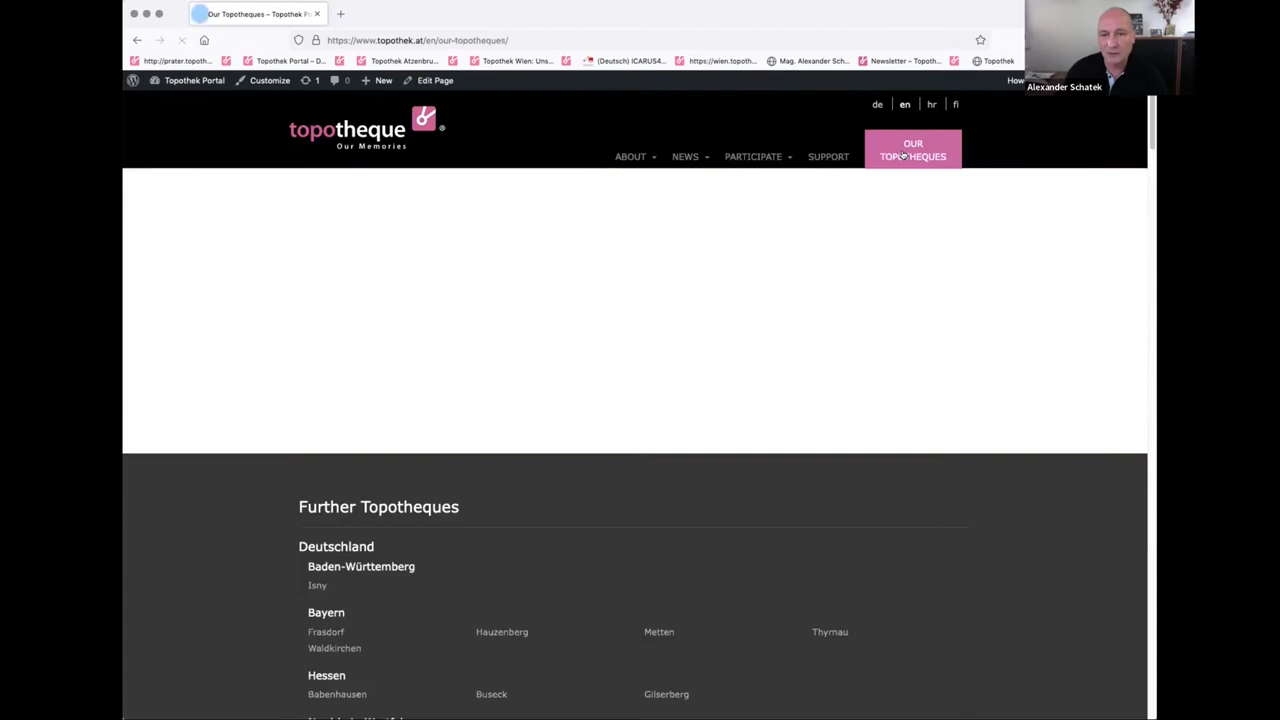 Our Topotheques – Topothek Po
https://www.topothek.at/en/our-topotheques/
http://prater.topoth... Topothek Portal – D... Topothek Atzenbru... Topothek Wien: Uns... (Deutsch) ICARUS4... https://wien.topoth... Mag. Alexander Sch... Newsletter – Topoth... Topothek
Topothek Portal Customize 1 0 New Edit Page How
Alexander Schatek
de en hr fi
topotheque ®
Our Memories
ABOUT NEWS PARTICIPATE SUPPORT OUR
TOPOTHEQUES
Further Topotheques
Deutschland
Baden-Württemberg
Isny
Bayern
Frasdorf Hauzenberg Metten Thyrnau
Waldkirchen
Hessen
Babenhausen Buseck Gilserberg